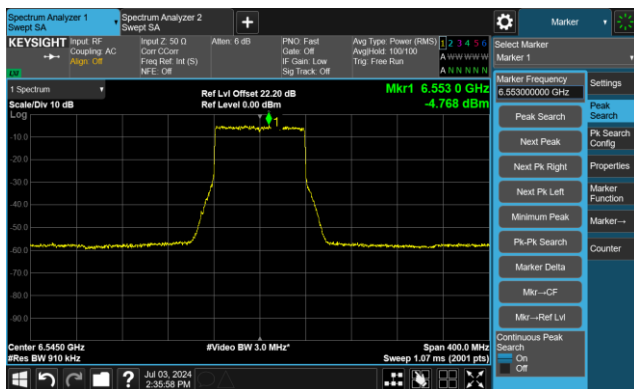 Spectrum Analyzer 1
Swept SA
Spectrum Analyzer 2
Swept SA
Marker
KEYSIGHT
Input: RF
Coupling: AC
Align: Off
Input Z: 50 Ω
Corr CCorr
Freq Ref: Int (S)
NFE: Off
Atten: 6 dB
PNO: Fast
Gate: Off
IF Gain: Low
Sig Track: Off
Avg Type: Power (RMS)
Avg|Hold: 100/100
Trig: Free Run
1 2 3 4 5 6
A W W W W W
A N N N N N
Select Marker
Marker 1
LXI
1 Spectrum
Scale/Div 10 dB
Ref Lvl Offset 22.20 dB
Ref Level 0.00 dBm
Mkr1 6.553 0 GHz
-4.768 dBm
Log
1
-10.0
-20.0
-30.0
-40.0
-50.0
-60.0
-70.0
-80.0
-90.0
Center 6.5450 GHz
#Res BW 910 kHz
#Video BW 3.0 MHz*
Span 400.0 MHz
Sweep 1.07 ms (2001 pts)
Marker Frequency
6.553000000 GHz
Peak Search
Next Peak
Next Pk Right
Next Pk Left
Minimum Peak
Pk-Pk Search
Marker Delta
Mkr→CF
Mkr→Ref Lvl
Continuous Peak
Search
On
Off
Settings
Peak
Search
Pk Search
Config
Properties
Marker
Function
Marker→
Counter
?
Jul 03, 2024
2:35:58 PM